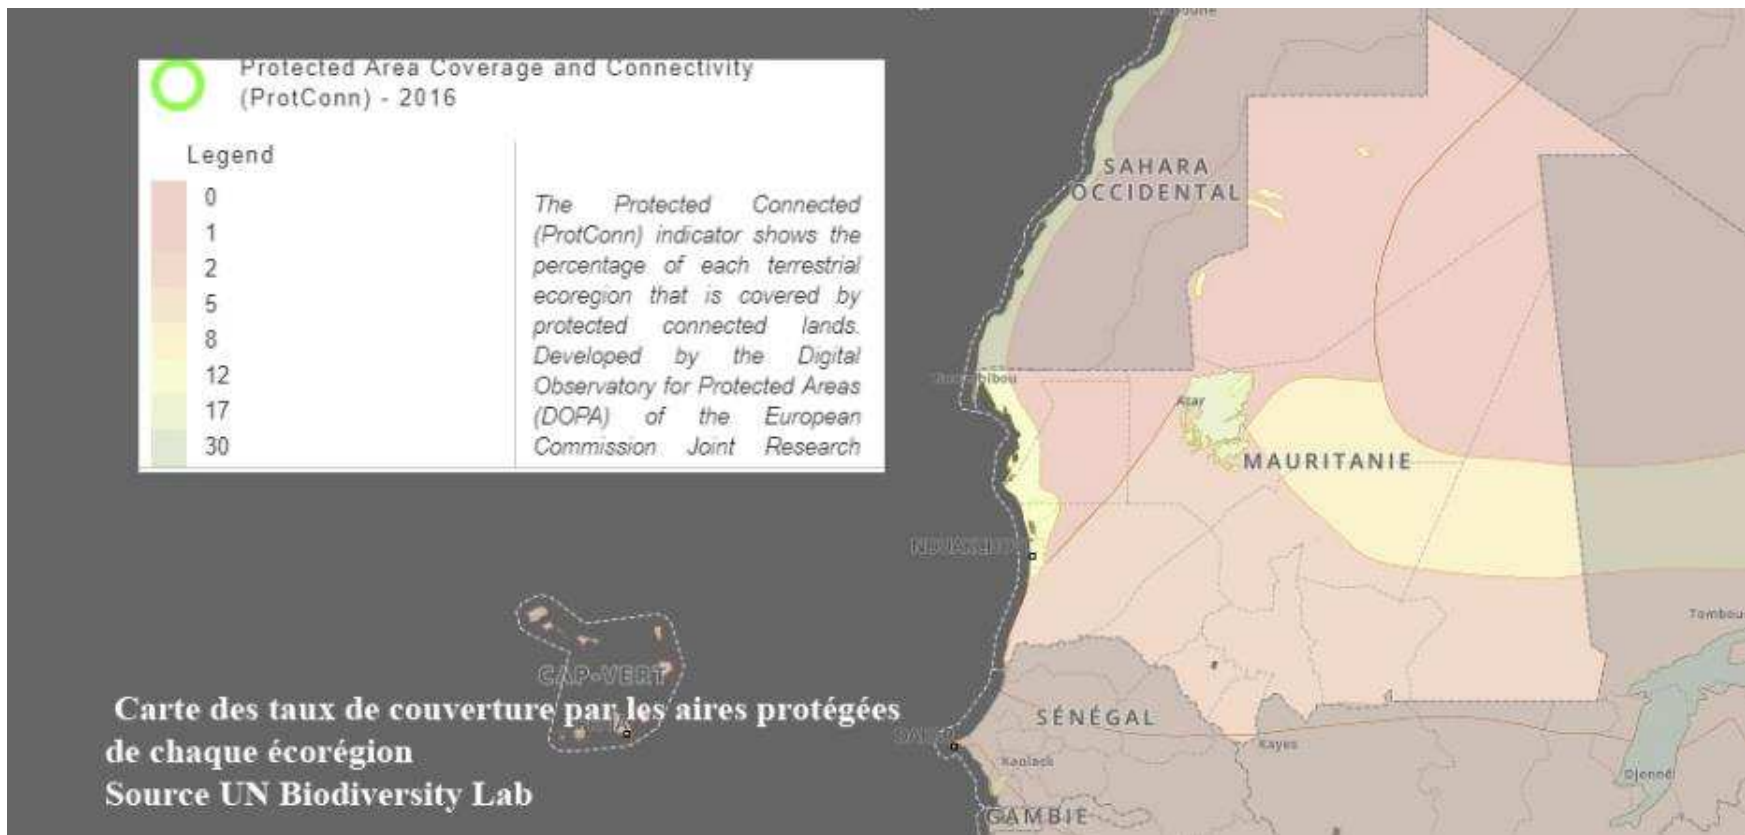 Protected Area Coverage and Connectivity
(ProtConn) - 2016
Legend
0
1
2
5
8
12
17
30
The Protected Connected
(ProtConn) indicator shows the
percentage of each terrestrial
ecoregion that is covered by
protected connected lands.
Developed by the Digital
Observatory for Protected Areas
(DOPA) of the European
Commission Joint Research
SAHARA
OCCIDENTAL
Atar
MAURITANIE
CAP-VERT
SÉNÉGAL
Kayes
Kaolack
GAMBIE
Tombou
Djenné
Carte des taux de couverture par les aires protégées
de chaque écorégion
Source UN Biodiversity Lab